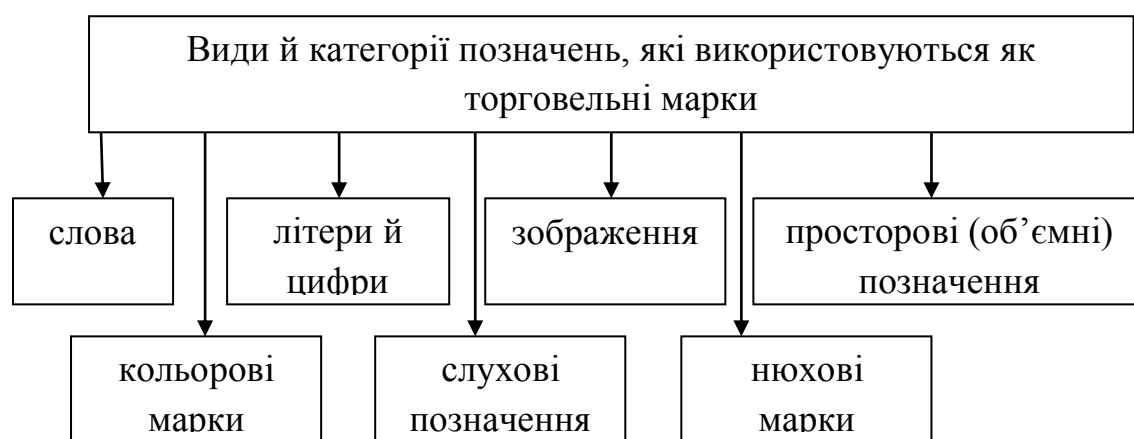 Види й категорії позначень, які використовуються як
торговельні марки
слова
літери й
цифри
зображення
просторові (об’ємні)
позначення
кольорові
марки
слухові
позначення
нюхові
марки